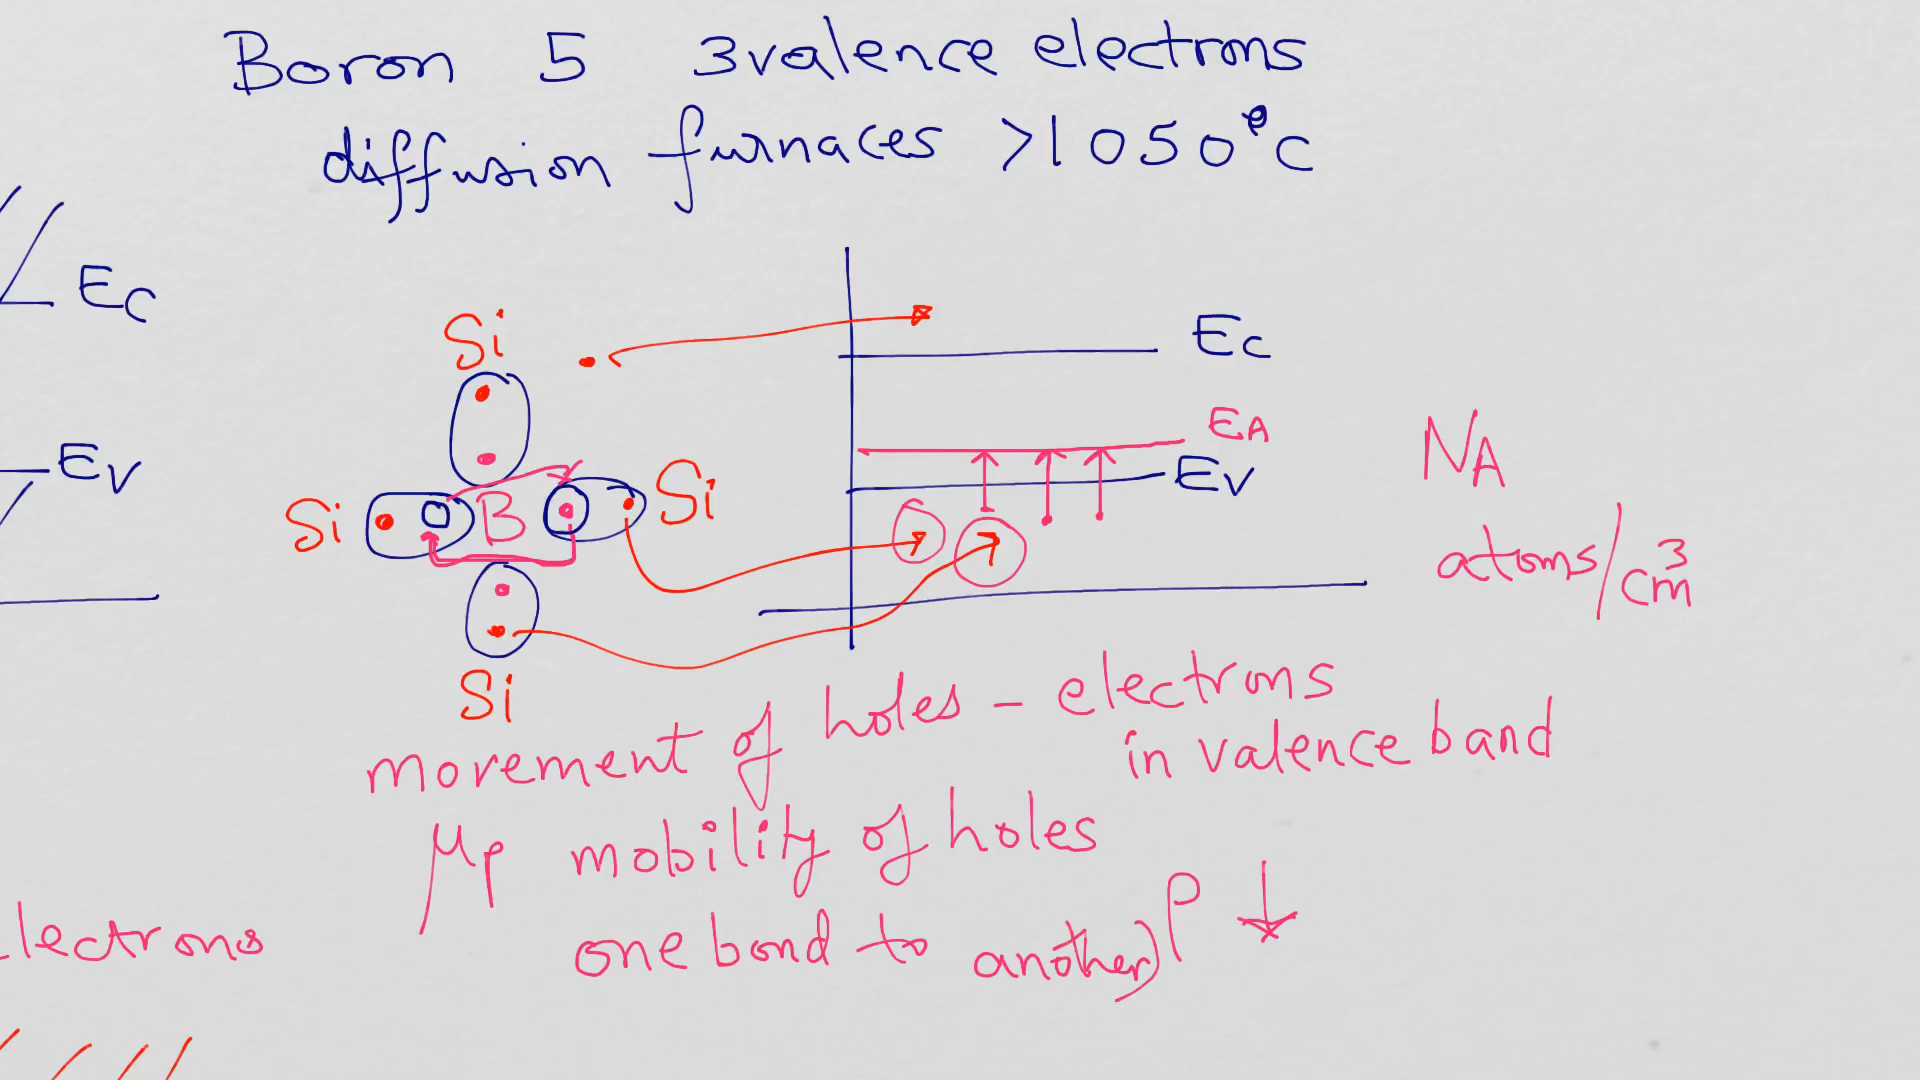 Boron 5 3valence electrons
diffusion furnaces >1050°C
Ec
Ev
Si
Si B Si
Si
Ec
EA
Ev
NA
atoms/cm³
movement of holes - electrons
in valence band
μp mobility of holes
one bond to another) ρ ↓
lectrons